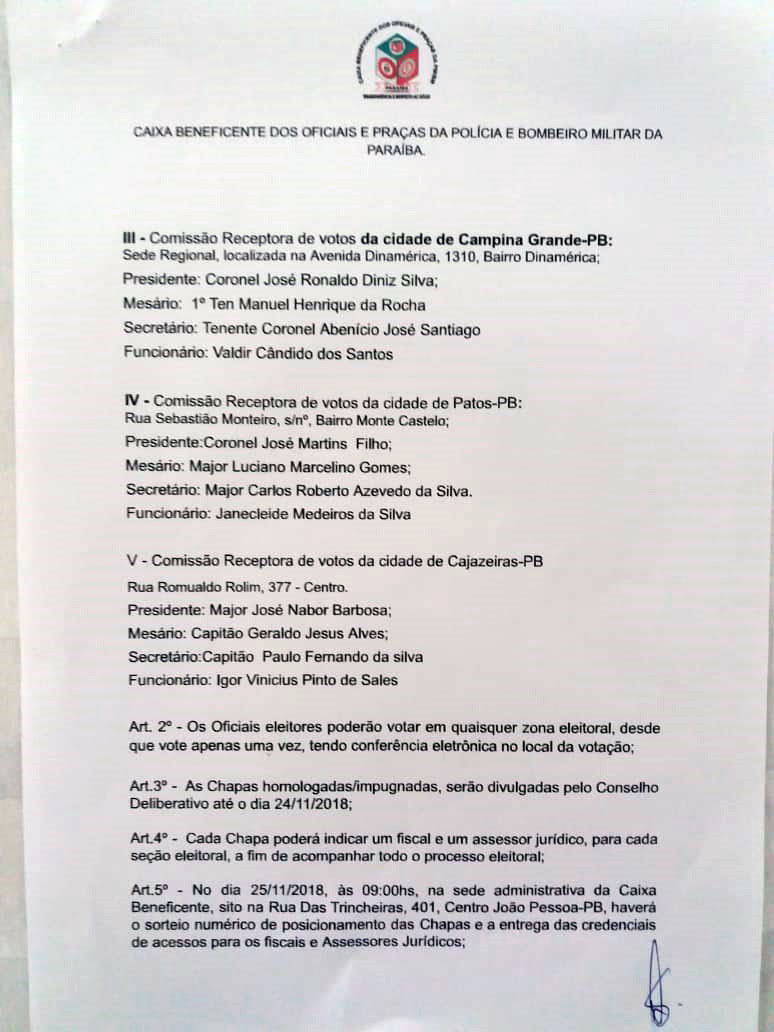 CAIXA BENEFICENTE DOS OFICIAIS E PRAÇAS DA
PARAÍBA
CAIXA BENEFICENTE DOS OFICIAIS E PRAÇAS DA POLÍCIA E BOMBEIRO MILITAR DA
PARAÍBA.
III - Comissão Receptora de votos da cidade de Campina Grande-PB:
Sede Regional, localizada na Avenida Dinamérica, 1310, Bairro Dinamérica;
Presidente: Coronel José Ronaldo Diniz Silva;
Mesário:  1º Ten Manuel Henrique da Rocha
Secretário: Tenente Coronel Abenício José Santiago
Funcionário: Valdir Cândido dos Santos
IV - Comissão Receptora de votos da cidade de Patos-PB:
Rua Sebastião Monteiro, s/nº, Bairro Monte Castelo;
Presidente:Coronel José Martins  Filho;
Mesário: Major Luciano Marcelino Gomes;
Secretário: Major Carlos Roberto Azevedo da Silva.
Funcionário: Janecleide Medeiros da Silva
V - Comissão Receptora de votos da cidade de Cajazeiras-PB
Rua Romualdo Rolim, 377 - Centro.
Presidente: Major José Nabor Barbosa;
Mesário: Capitão Geraldo Jesus Alves;
Secretário:Capitão  Paulo Fernando da silva
Funcionário: Igor Vinicius Pinto de Sales
Art. 2º - Os Oficiais eleitores poderão votar em quaisquer zona eleitoral, desde
que vote apenas uma vez, tendo conferência eletrônica no local da votação;
Art.3º -  As Chapas homologadas/impugnadas, serão divulgadas pelo Conselho
Deliberativo até o dia 24/11/2018;
Art.4º -  Cada Chapa poderá indicar um fiscal e um assessor jurídico, para cada
seção eleitoral, a fim de acompanhar todo o processo eleitoral;
Art.5º - No dia 25/11/2018, às 09:00hs, na sede administrativa da Caixa
Beneficente, sito na Rua Das Trincheiras, 401, Centro João Pessoa-PB, haverá
o sorteio numérico de posicionamento das Chapas e a entrega das credenciais
de acessos para os fiscais e Assessores Jurídicos;